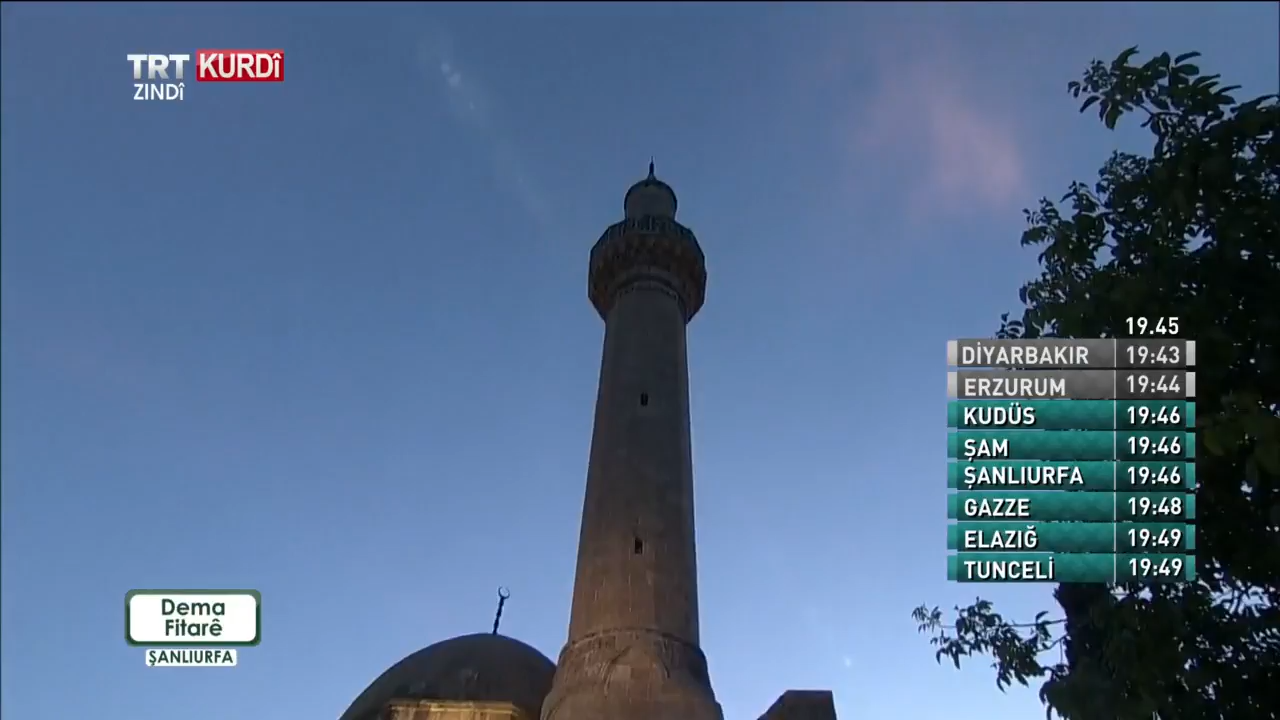 TRT KURDÎ
ZINDÎ
19.45
DİYARBAKIR 19:43
ERZURUM 19:44
KUDÜS 19:46
ŞAM 19:46
ŞANLIURFA 19:46
GAZZE 19:48
ELAZIĞ 19:49
TUNCELİ 19:49
Dema
Fitarê
ŞANLIURFA